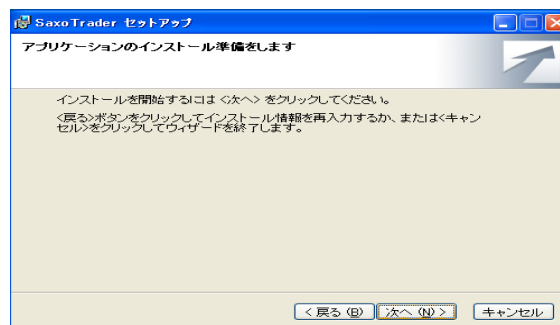 SaxoTrader セットアップ
アプリケーションのインストール準備をします
インストールを開始するには <次へ> をクリックしてください。
<戻る>ボタンをクリックしてインストール情報を再入力するか、または<キャン
セル>をクリックしてウィザードを終了します。
< 戻る (B) 次へ (N) > キャンセル